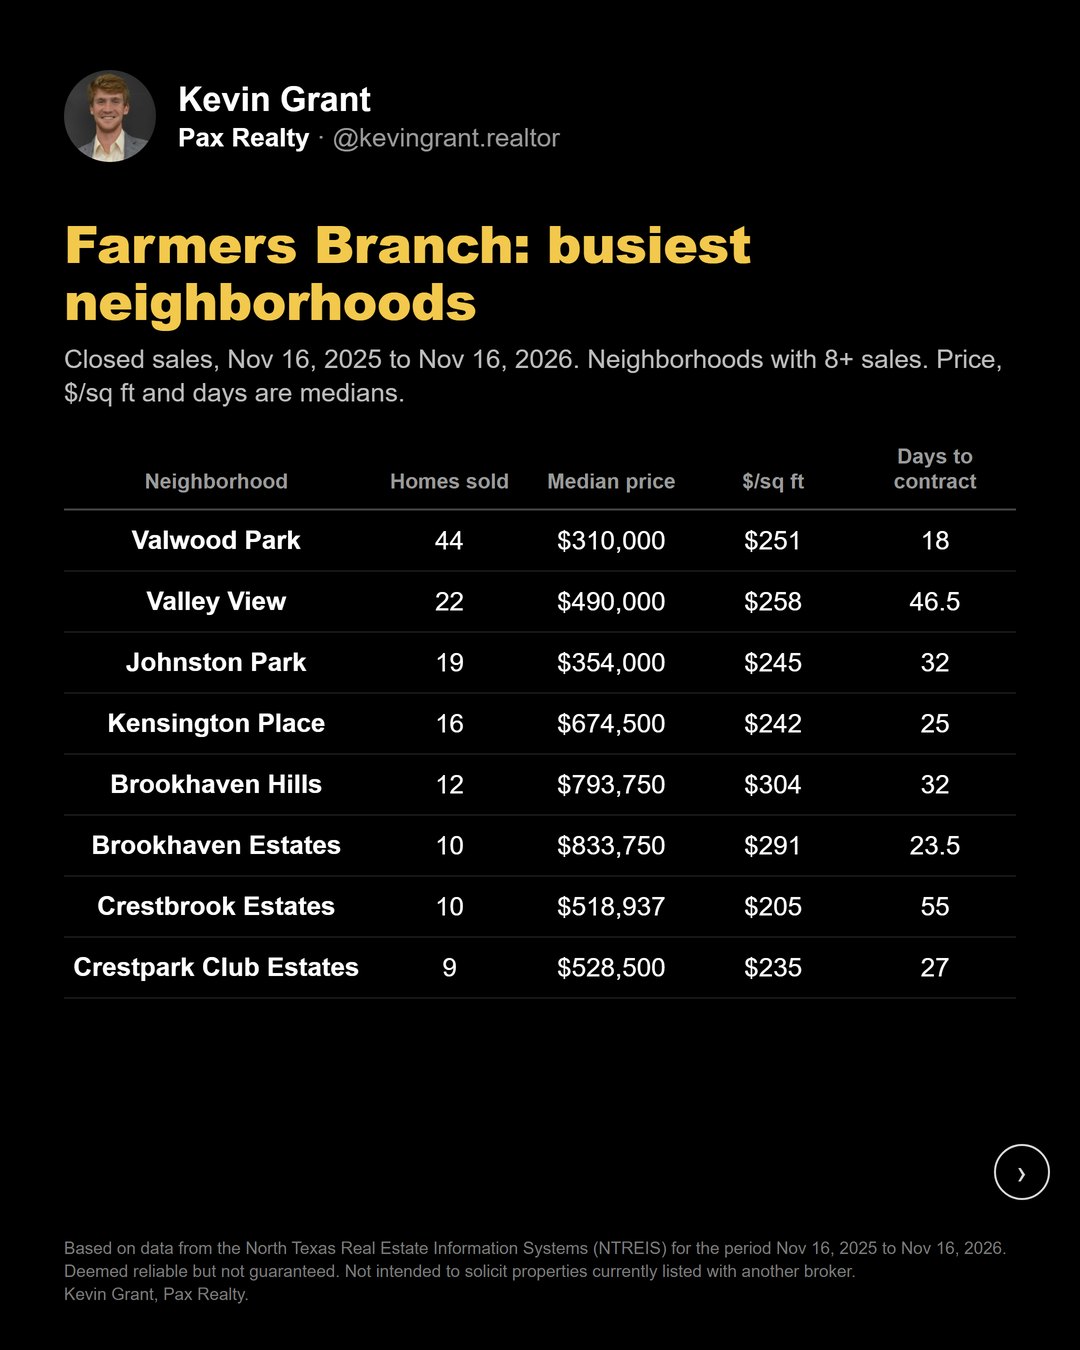 Kevin Grant
Pax Realty · @kevingrant.realtor
Farmers Branch: busiest
neighborhoods
Closed sales, Nov 16, 2025 to Nov 16, 2026. Neighborhoods with 8+ sales. Price,
$/sq ft and days are medians.
Neighborhood Homes sold Median price $/sq ft Days to contract
Valwood Park 44 $310,000 $251 18
Valley View 22 $490,000 $258 46.5
Johnston Park 19 $354,000 $245 32
Kensington Place 16 $674,500 $242 25
Brookhaven Hills 12 $793,750 $304 32
Brookhaven Estates 10 $833,750 $291 23.5
Crestbrook Estates 10 $518,937 $205 55
Crestpark Club Estates 9 $528,500 $235 27
›
Based on data from the North Texas Real Estate Information Systems (NTREIS) for the period Nov 16, 2025 to Nov 16, 2026.
Deemed reliable but not guaranteed. Not intended to solicit properties currently listed with another broker.
Kevin Grant, Pax Realty.